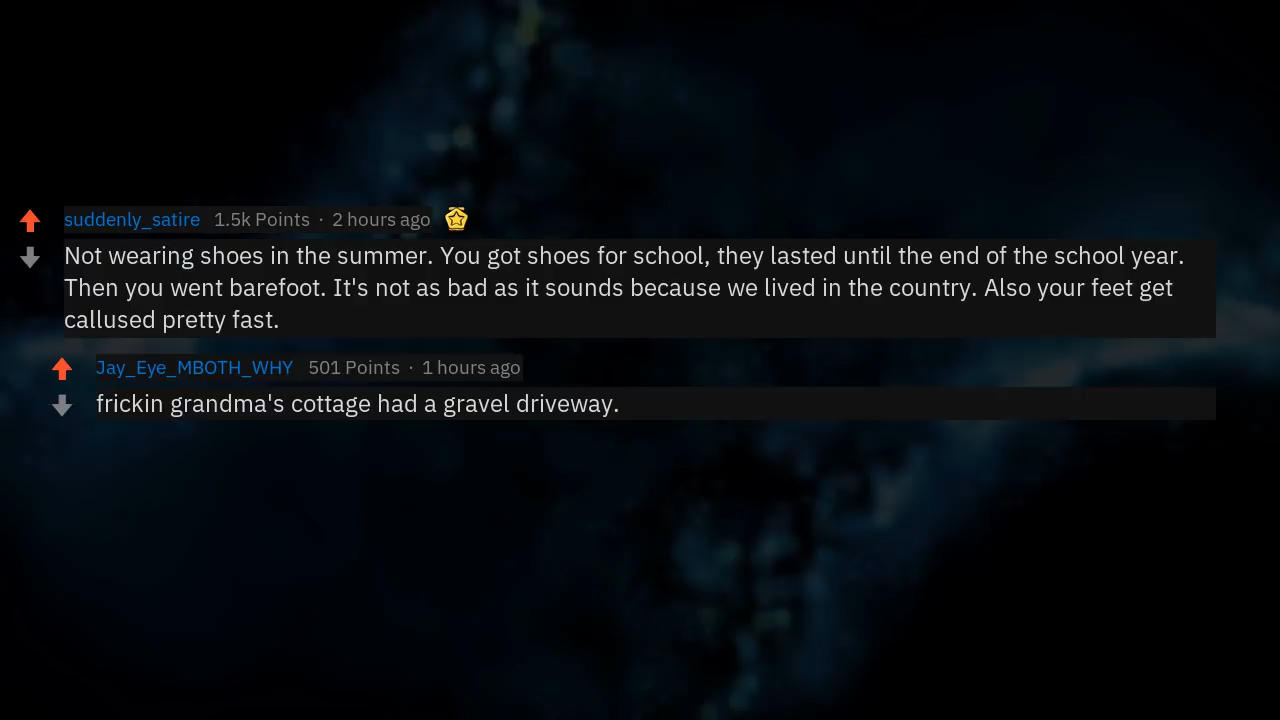 suddenly_satire 1.5k Points · 2 hours ago
Not wearing shoes in the summer. You got shoes for school, they lasted until the end of the school year.
Then you went barefoot. It's not as bad as it sounds because we lived in the country. Also your feet get
callused pretty fast.
Jay_Eye_MBOTH_WHY 501 Points · 1 hours ago
frickin grandma's cottage had a gravel driveway.